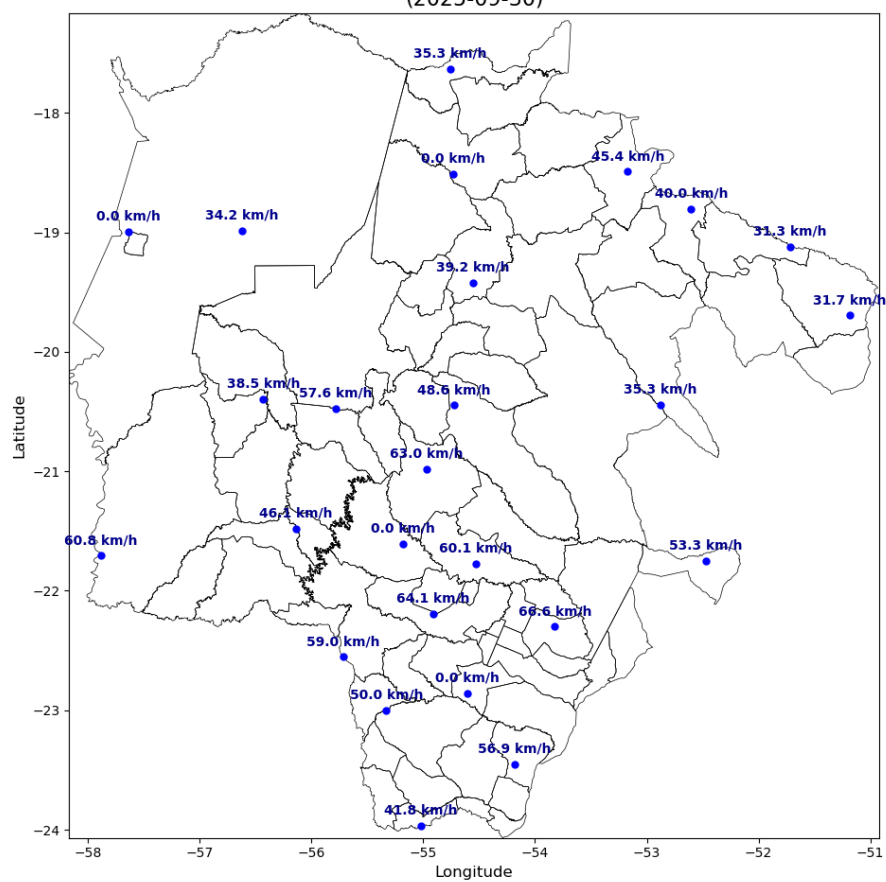 35.3 km/h
−18
0.0 km/h
45.4 km/h
40.0 km/h
0.0 km/h
34.2 km/h
−19
31.3 km/h
39.2 km/h
31.7 km/h
−20
38.5 km/h
57.6 km/h
48.6 km/h
35.3 km/h
Latitude
63.0 km/h
−21
46.1 km/h
60.8 km/h
0.0 km/h
60.1 km/h
53.3 km/h
−22
64.1 km/h
66.6 km/h
59.0 km/h
0.0 km/h
50.0 km/h
−23
56.9 km/h
41.8 km/h
−24
−58 −57 −56 −55 −54 −53 −52 −51
Longitude